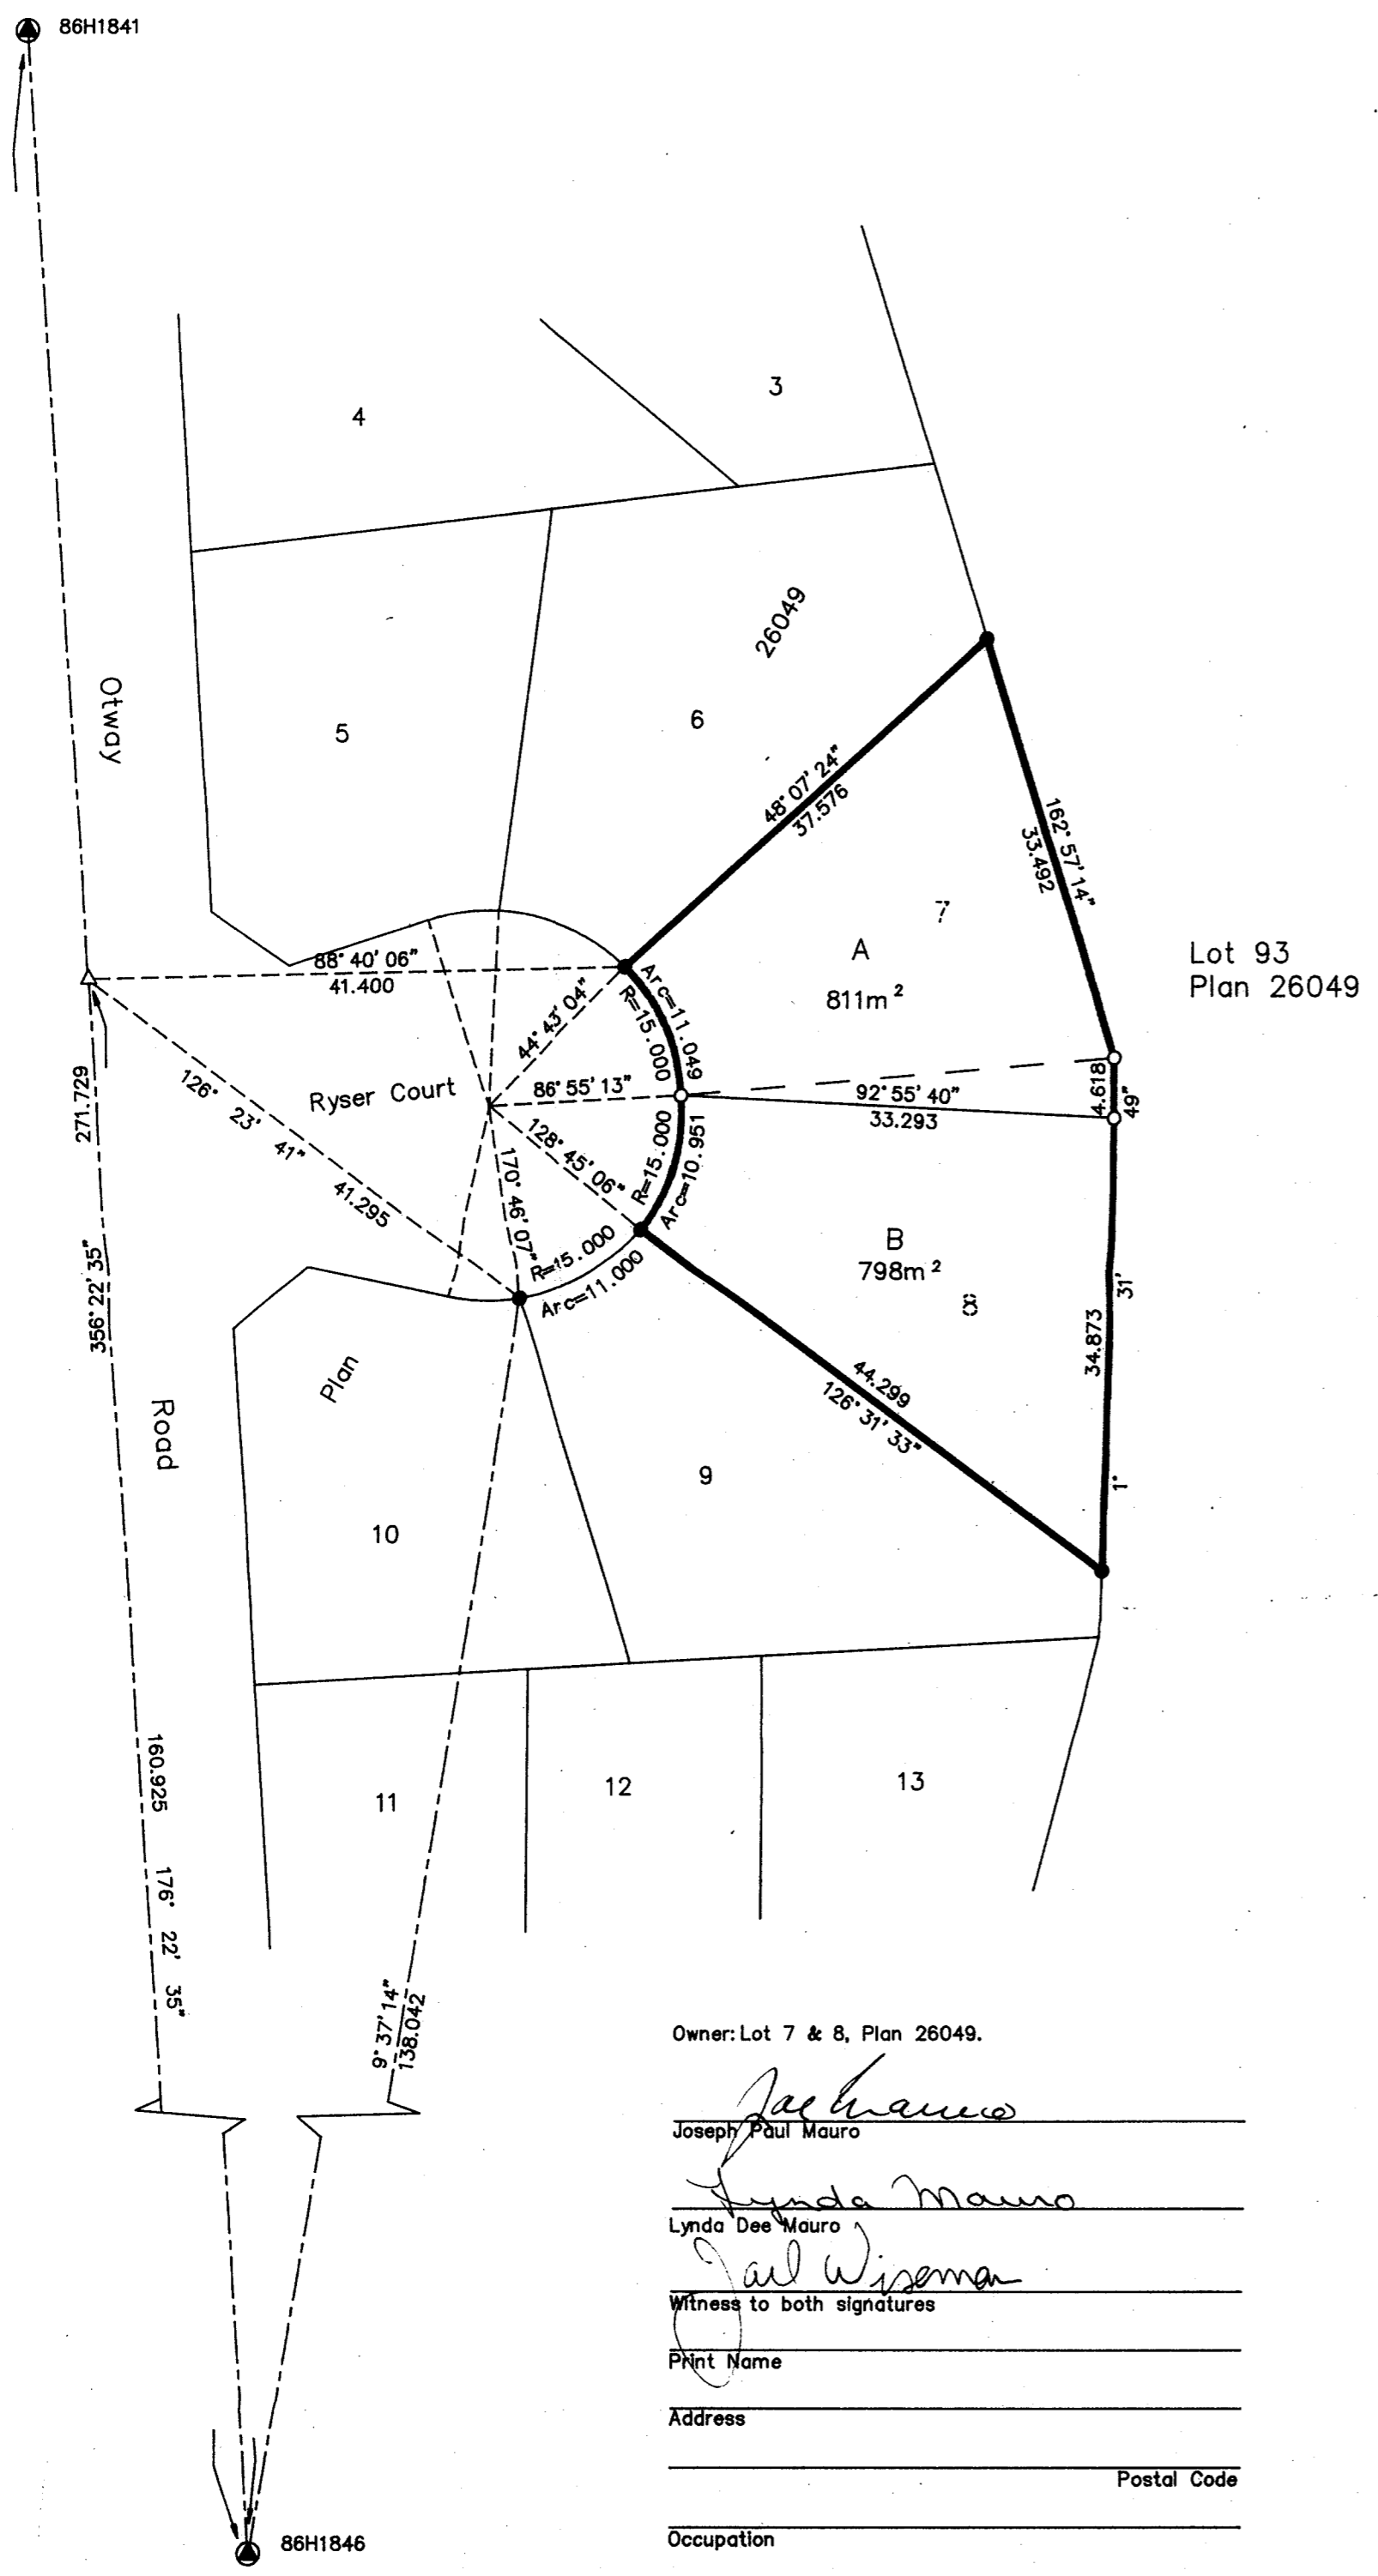 86H1841
3
4
26049
6
5
Otway
48° 07' 24"
37.576
162° 57' 14"
33.492
7
A
811m²
Lot 93
Plan 26049
88° 40' 06"
41.400
Arc=11.049
R=15.000
44° 43' 04"
86° 55' 13"
Ryser Court
92° 55' 40"
33.293
4.618
1° 31' 49"
34.873
271.729
356° 22' 35"
126° 23' 41"
41.295
128° 45' 06"
170° 46' 07"
R=15.000
Arc=10.951
R=15.000
Arc=11.000
B
798m²
8
44.299
126° 31' 33"
Plan
Road
9
10
11
12
13
160.925 176° 22' 35"
9° 37' 14"
138.042
Owner: Lot 7 & 8, Plan 26049.
Joe Mauro
Joseph Paul Mauro
Lynda Mauro
Lynda Dee Mauro
Wiseman
Witness to both signatures
Print Name
Address
Postal Code
Occupation
86H1846